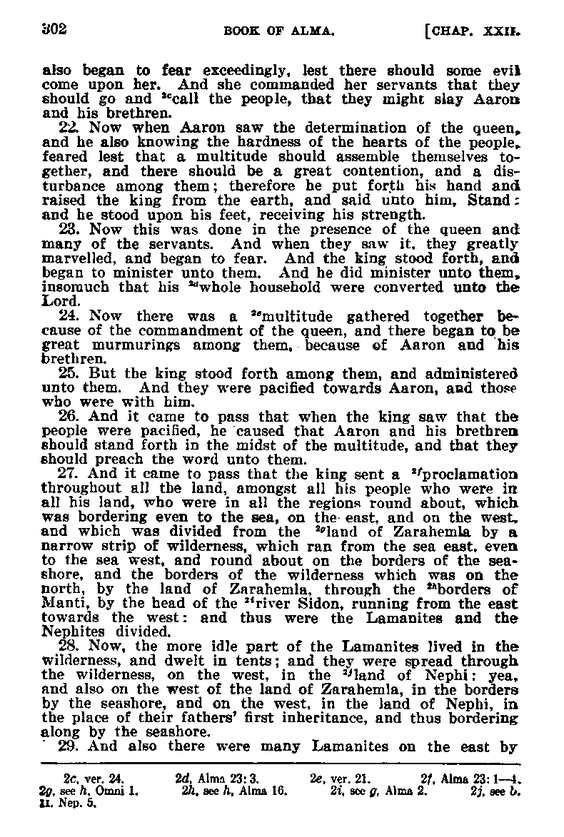 302 BOOK OF ALMA. [CHAP. XXII.
also began to fear exceedingly, lest there should some evil
come upon her. And she commanded her servants that they
should go and 2ccall the people, that they might slay Aaron
and his brethren.
22. Now when Aaron saw the determination of the queen,
and he also knowing the hardness of the hearts of the people,
feared lest that a multitude should assemble themselves to-
gether, and there should be a great contention, and a dis-
turbance among them; therefore he put forth his hand and
raised the king from the earth, and said unto him, Stand:
and he stood upon his feet, receiving his strength.
23. Now this was done in the presence of the queen and
many of the servants. And when they saw it, they greatly
marvelled, and began to fear. And the king stood forth, and
began to minister unto them. And he did minister unto them,
insomuch that his 2dwhole household were converted unto the
Lord.
24. Now there was a 2emultitude gathered together be-
cause of the commandment of the queen, and there began to be
great murmurings among them, because of Aaron and his
brethren.
25. But the king stood forth among them, and administered
unto them. And they were pacified towards Aaron, and those
who were with him.
26. And it came to pass that when the king saw that the
people were pacified, he caused that Aaron and his brethren
should stand forth in the midst of the multitude, and that they
should preach the word unto them.
27. And it came to pass that the king sent a 2fproclamation
throughout all the land, amongst all his people who were in
all his land, who were in all the regions round about, which
was bordering even to the sea, on the east, and on the west,
and which was divided from the 2gland of Zarahemla by a
narrow strip of wilderness, which ran from the sea east, even
to the sea west, and round about on the borders of the sea-
shore, and the borders of the wilderness which was on the
north, by the land of Zarahemla, through the 2hborders of
Manti, by the head of the 2iriver Sidon, running from the east
towards the west: and thus were the Lamanites and the
Nephites divided.
28. Now, the more idle part of the Lamanites lived in the
wilderness, and dwelt in tents; and they were spread through
the wilderness, on the west, in the 2jland of Nephi: yea,
and also on the west of the land of Zarahemla, in the borders
by the seashore, and on the west, in the land of Nephi, in
the place of their fathers' first inheritance, and thus bordering
along by the seashore.
29. And also there were many Lamanites on the east by
2c, ver. 24. 2d, Alma 23:3. 2e, ver. 21. 2f, Alma 23:1—4.
2g, see h, Omni 1. 2h, see h, Alma 16. 2i, see g, Alma 2. 2j, see b,
II. Nep. 5.